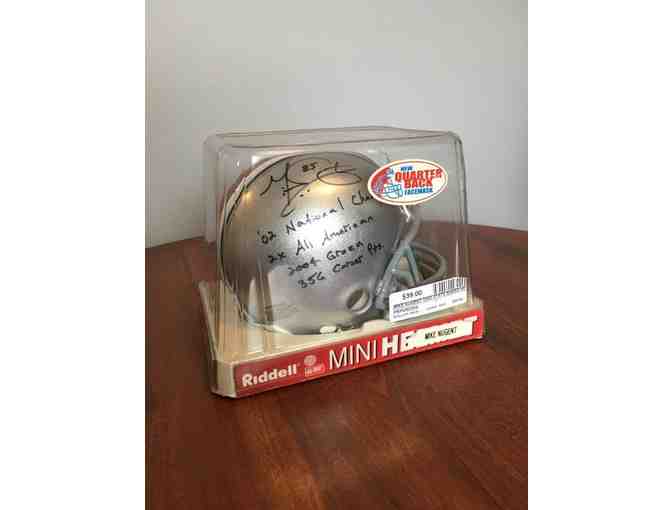 85
'02 National Cha
2x All American
2004 Groza
356 Career Pts.
NEW
QUARTER
BACK
FACEMASK
$39.00
MIKE NUGENT
Riddell MINI HE